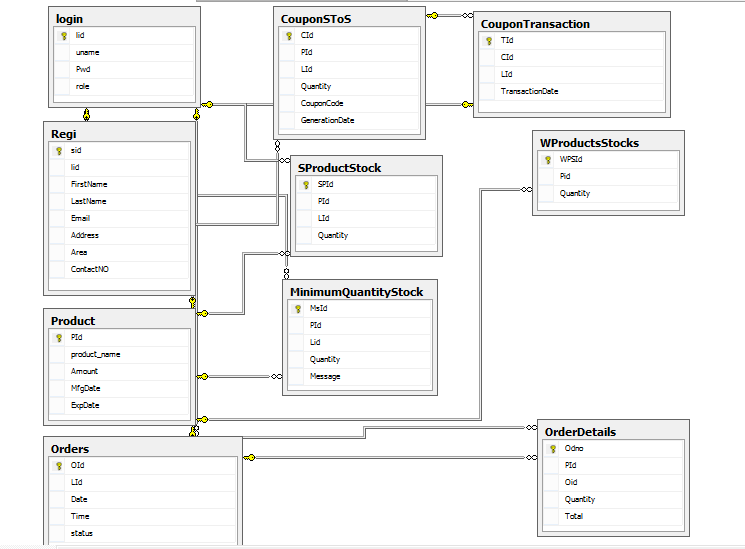 login
lid
uname
Pwd
role
CouponSToS
CId
PId
LId
Quantity
CouponCode
GenerationDate
CouponTransaction
TId
CId
LId
TransactionDate
Regi
sid
lid
FirstName
LastName
Email
Address
Area
ContactNO
SProductStock
SPId
PId
LId
Quantity
WProductsStocks
WPSId
Pid
Quantity
MinimumQuantityStock
MsId
PId
Lid
Quantity
Message
Product
PId
product_name
Amount
MfgDate
ExpDate
Orders
OId
LId
Date
Time
status
OrderDetails
Odno
PId
Oid
Quantity
Total